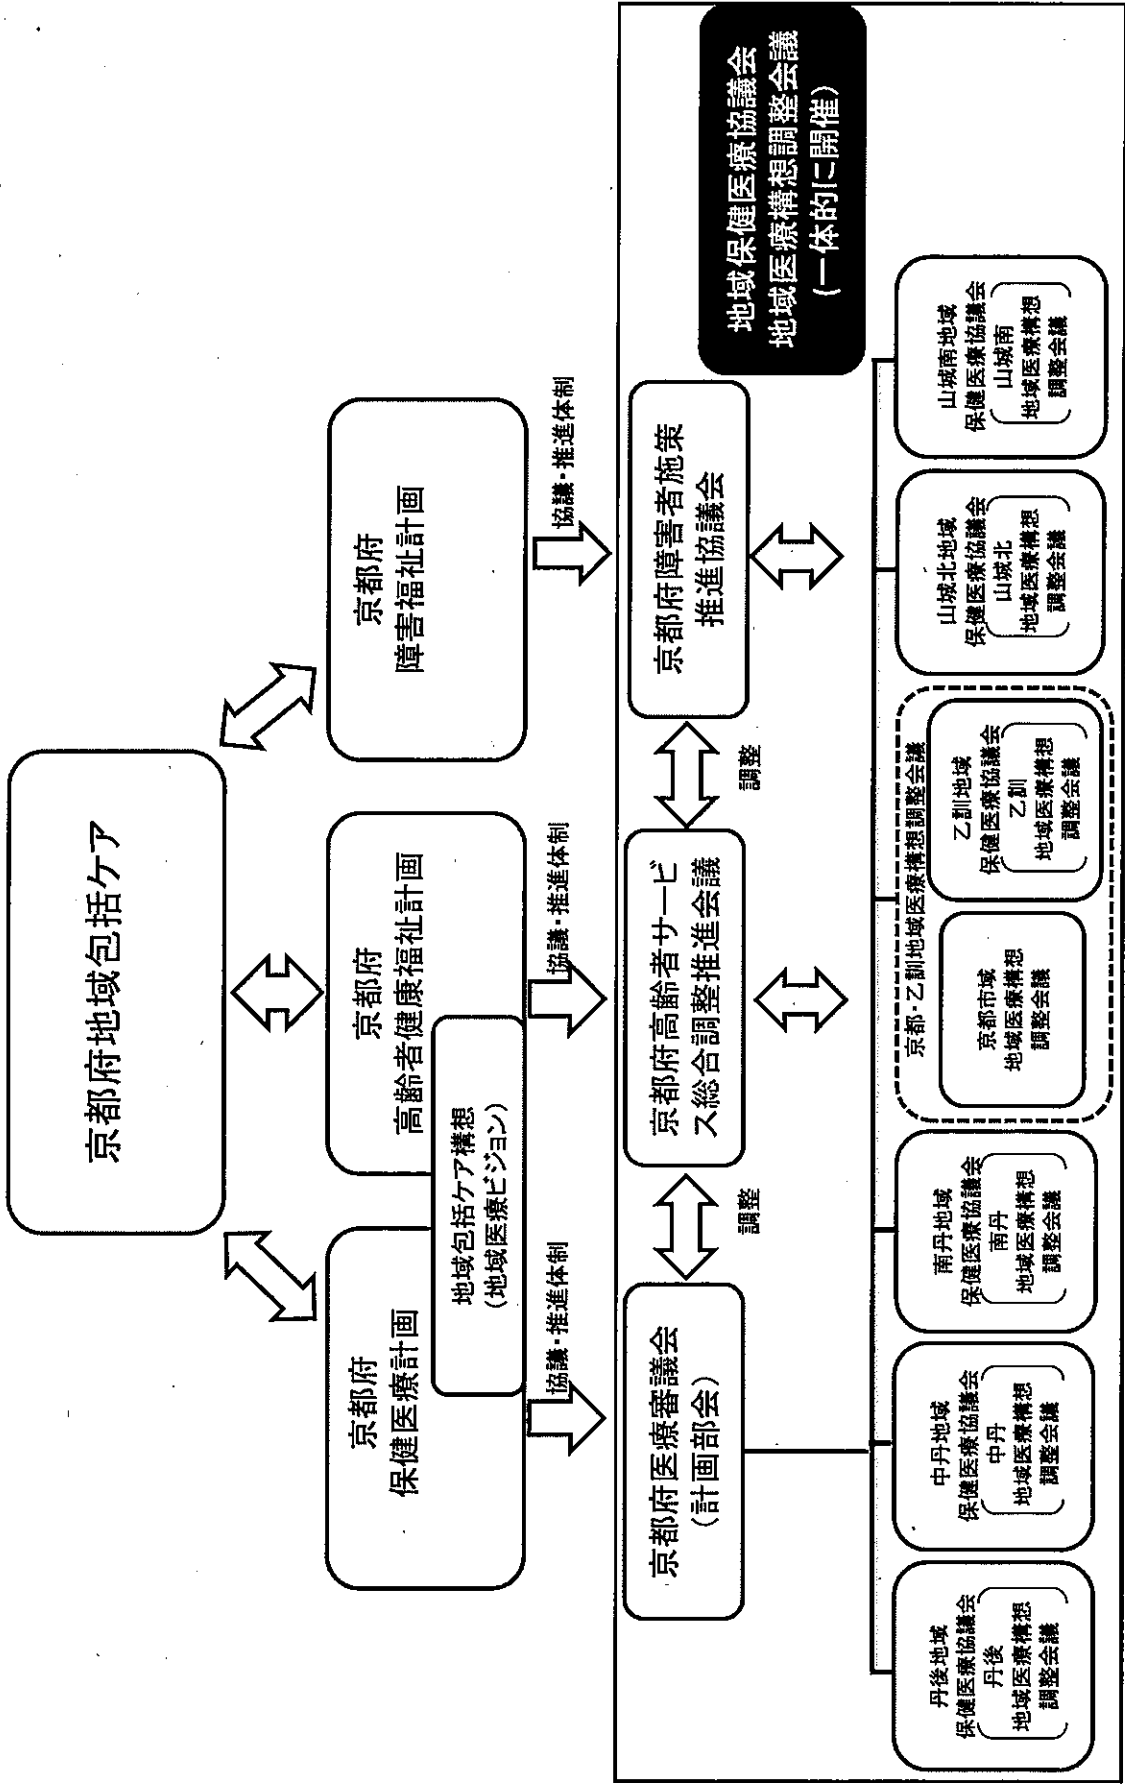 京都府地域包括ケア
京都府
保健医療計画
京都府
高齢者健康福祉計画
京都府
障害福祉計画
地域包括ケア構想
(地域医療ビジョン)
協議・推進体制
協議・推進体制
協議・推進体制
京都府医療審議会
(計画部会)
調整
京都府高齢者サービ
ス総合調整推進会議
調整
京都府障害者施策
推進協議会
地域保健医療協議会
地域医療構想調整会議
(一体的に開催)
丹後地域
保健医療協議会
丹後
地域医療構想
調整会議
中丹地域
保健医療協議会
中丹
地域医療構想
調整会議
南丹地域
保健医療協議会
南丹
地域医療構想
調整会議
京都・乙訓地域医療構想調整会議
京都市域
地域医療構想
調整会議
乙訓地域
保健医療協議会
乙訓
地域医療構想
調整会議
山城北地域
保健医療協議会
山城北
地域医療構想
調整会議
山城南地域
保健医療協議会
山城南
地域医療構想
調整会議